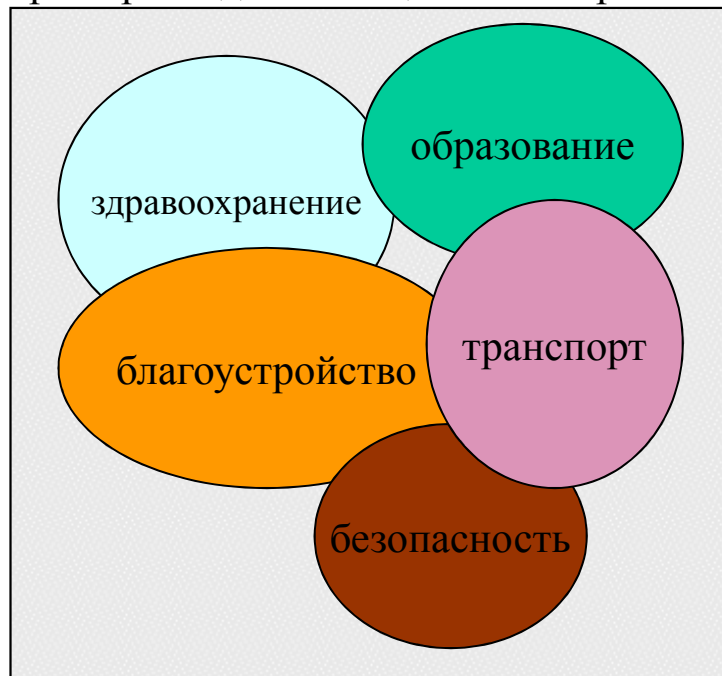 образование
здравоохранение
транспорт
благоустройство
безопасность